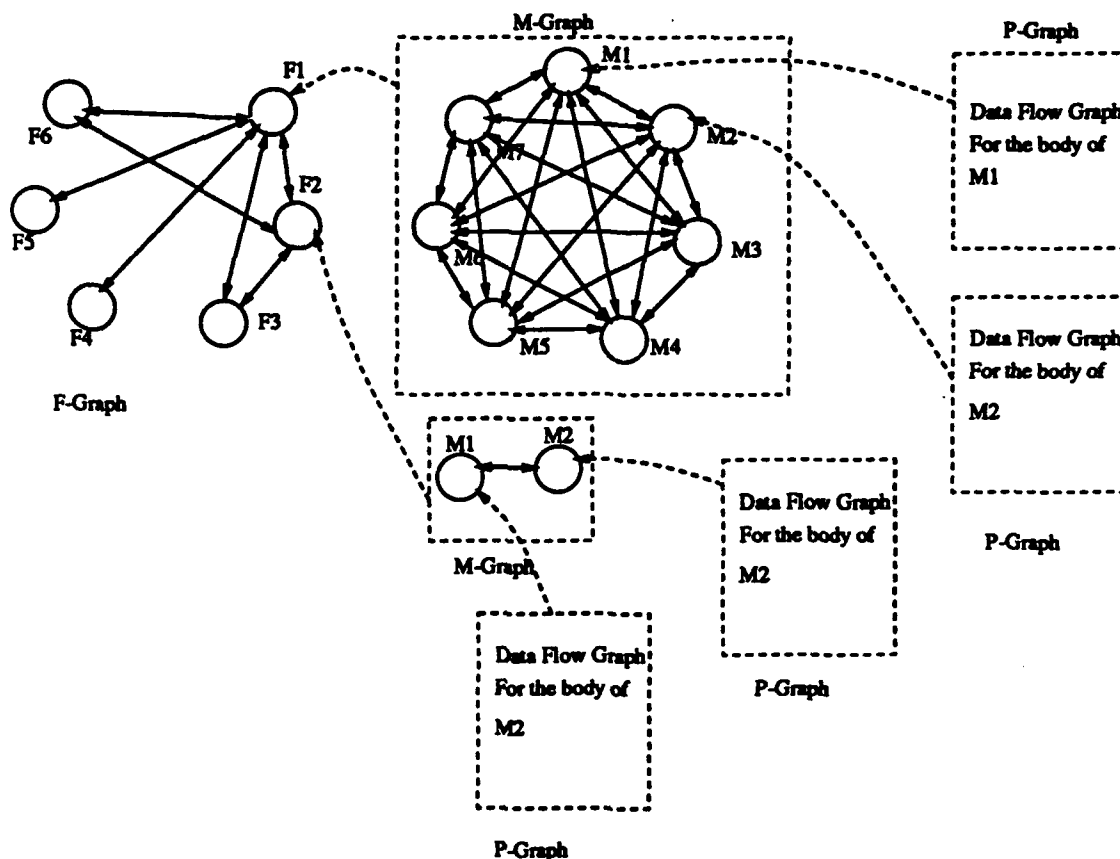 M-Graph
P-Graph
F1
M1
F6
M7
M2
Data Flow Graph
For the body of
M1
F2
F5
M6
M3
F4
F3
M5
M4
Data Flow Graph
For the body of
M2
F-Graph
M1
M2
Data Flow Graph
For the body of
M2
P-Graph
M-Graph
Data Flow Graph
For the body of
M2
P-Graph
P-Graph